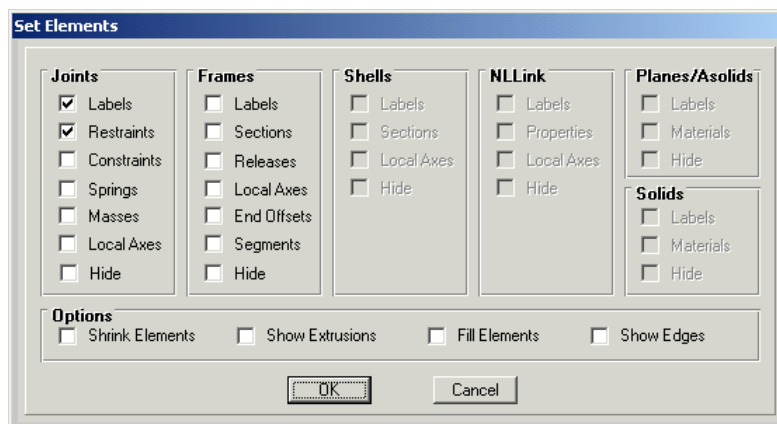 Set Elements
Joints
Labels
Restraints
Constraints
Springs
Masses
Local Axes
Hide
Frames
Labels
Sections
Releases
Local Axes
End Offsets
Segments
Hide
Shells
Labels
Sections
Local Axes
Hide
NLLink
Labels
Properties
Local Axes
Hide
Planes/Asolids
Labels
Materials
Hide
Solids
Labels
Materials
Hide
Options
Shrink Elements
Show Extrusions
Fill Elements
Show Edges
OK
Cancel